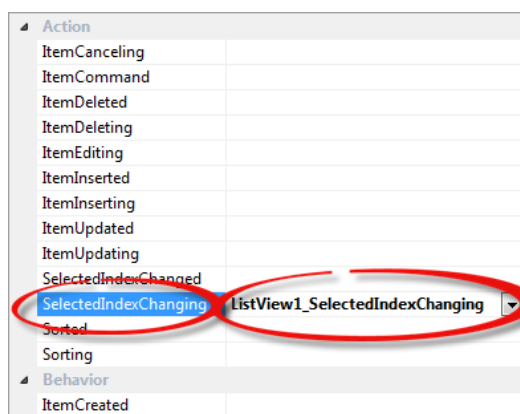 Action
ItemCanceling
ItemCommand
ItemDeleted
ItemDeleting
ItemEditing
ItemInserted
ItemInserting
ItemUpdated
ItemUpdating
SelectedIndexChanged
SelectedIndexChanging ListView1_SelectedIndexChanging
Sorted
Sorting
Behavior
ItemCreated